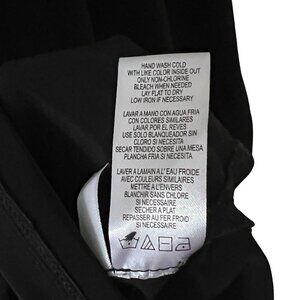 HAND WASH COLD
WITH LIKE COLOR INSIDE OUT
ONLY NON-CHLORINE
BLEACH WHEN NEEDED
LAY FLAT TO DRY
LOW IRON IF NECESSARY
LAVAR A MANO CON AGUA FRIA
CON COLORES SIMILARES
LAVAR POR EL REVES
USE SOLO BLANQUEADOR SIN
CLORO SI NECESITA
SECAR TENDIDO SOBRE UNA MESA
PLANCHA FRIA SI NECESITA
LAVER A LAMAIN A L'EAU FROIDE
AVEC COULEURS SIMILAIRES
METTRE A L'ENVERS
BLANCHIR SANS CHLORE
SI NECESSAIRE
SECHER A PLAT
REPASSER AU FER FROID
SI NECESSAIRE